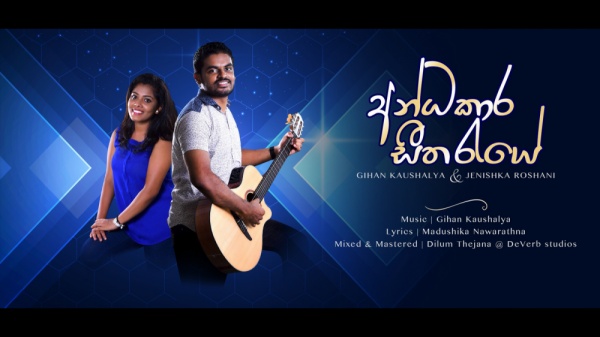 අන්ධකාර
සීතරැයේ
GIHAN KAUSHALYA & JENISHKA ROSHANI
Music | Gihan Kaushalya
Lyrics | Madushika Nawarathna
Mixed & Mastered | Dilum Thejana @ DeVerb studios